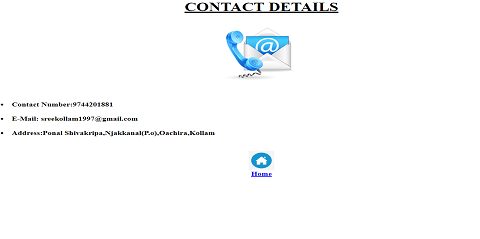 CONTACT DETAILS
@
Contact Number:9744201881
E-Mail: sreekollam1997@gmail.com
Address:Ponal Shivakripa,Njakkanal(P.o),Oachira,Kollam
Home